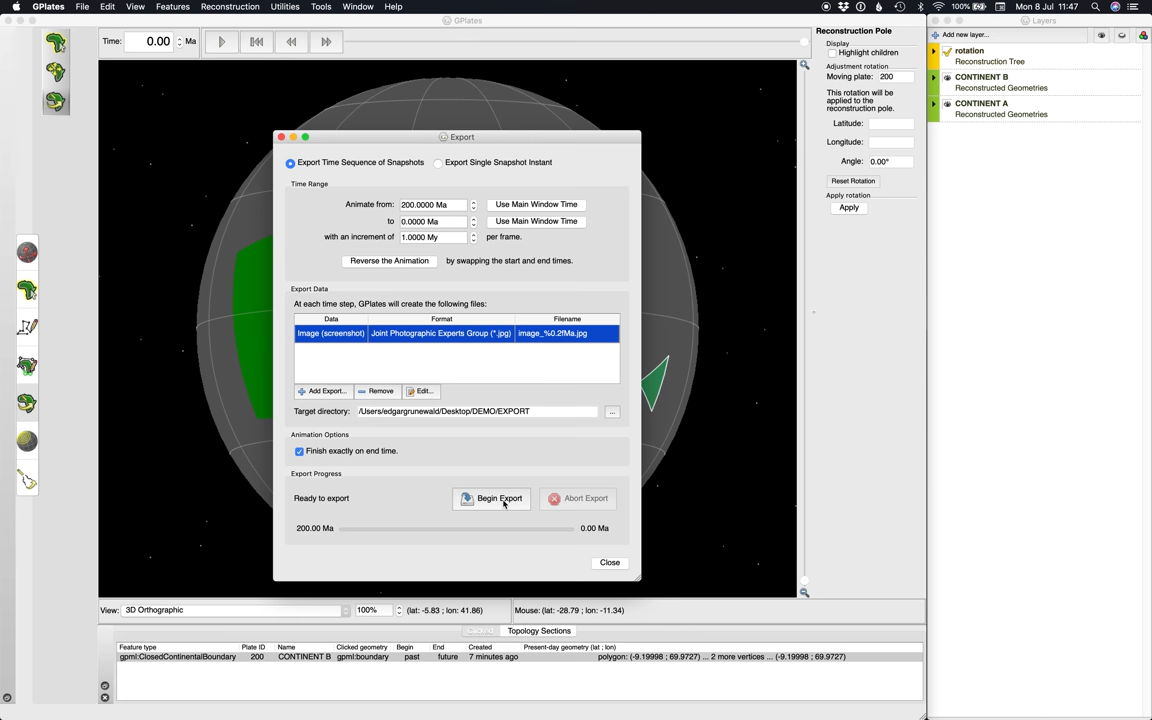 GPlates File Edit View Features Reconstruction Utilities Tools Window Help 100% Mon 8 Jul 11:47
GPlates
Layers
Time: 0.00 Ma
Reconstruction Pole
Display
Highlight children
Adjustment rotation
Moving plate: 200
This rotation will be
applied to the
reconstruction pole.
Latitude:
Longitude:
Angle: 0.00°
Reset Rotation
Apply rotation
Apply
Add new layer...
rotation
Reconstruction Tree
CONTINENT B
Reconstructed Geometries
CONTINENT A
Reconstructed Geometries
Export
Export Time Sequence of Snapshots Export Single Snapshot Instant
Time Range
Animate from: 200.0000 Ma Use Main Window Time
to 0.0000 Ma Use Main Window Time
with an increment of 1.0000 My per frame.
Reverse the Animation by swapping the start and end times.
Export Data
At each time step, GPlates will create the following files:
Data Format Filename
Image (screenshot) Joint Photographic Experts Group (*.jpg) image_%0.2fMa.jpg
Add Export... Remove Edit...
Target directory: /Users/edgargrunewald/Desktop/DEMO/EXPORT ...
Animation Options
Finish exactly on end time.
Export Progress
Ready to export Begin Export Abort Export
200.00 Ma 0.00 Ma
Close
View: 3D Orthographic 100% (lat: -5.83 ; lon: 41.86) Mouse: (lat: -28.79 ; lon: -11.34)
Clicked Topology Sections
Feature type Plate ID Name Clicked geometry Begin End Created Present-day geometry (lat ; lon)
gpml:ClosedContinentalBoundary 200 CONTINENT B gpml:boundary past future 7 minutes ago polygon: (-9.19998 ; 69.9727) ... 2 more vertices ... (-9.19998 ; 69.9727)